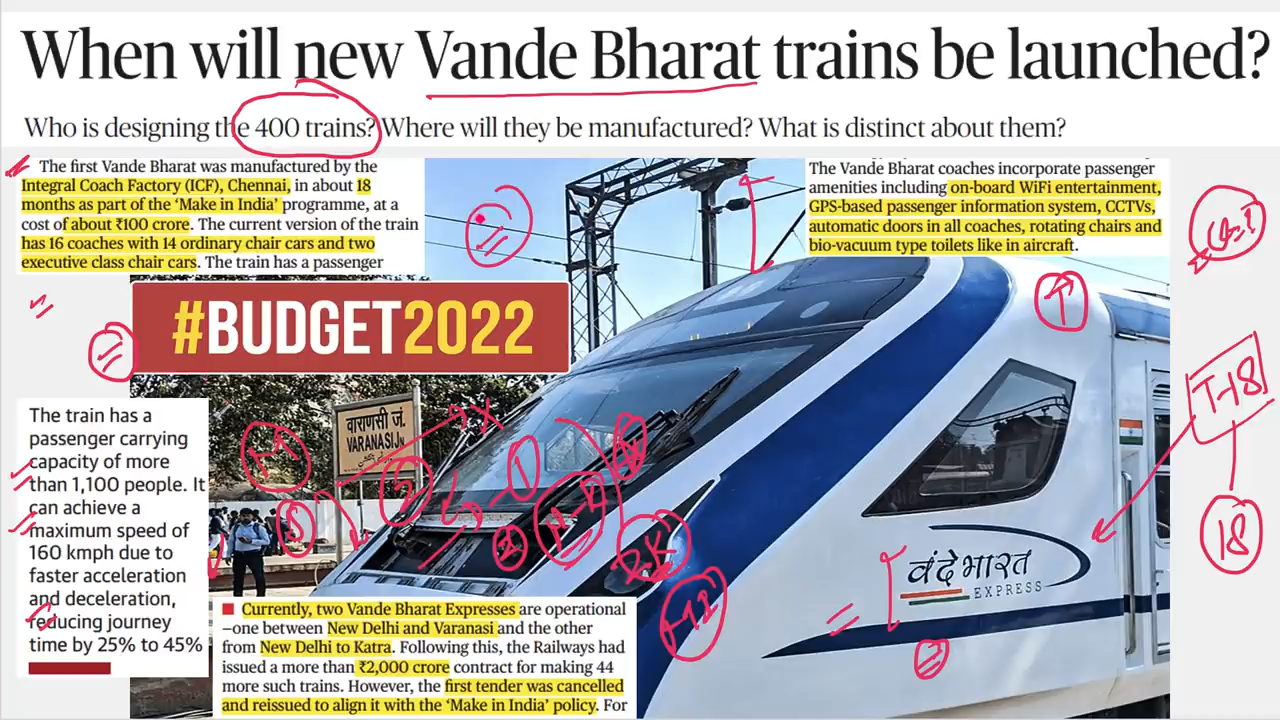 When will new Vande Bharat trains be launched?
Who is designing the 400 trains? Where will they be manufactured? What is distinct about them?
The first Vande Bharat was manufactured by the
Integral Coach Factory (ICF), Chennai, in about 18
months as part of the ‘Make in India’ programme, at a
cost of about ₹100 crore. The current version of the train
has 16 coaches with 14 ordinary chair cars and two
executive class chair cars. The train has a passenger
The Vande Bharat coaches incorporate passenger
amenities including on-board WiFi entertainment,
GPS-based passenger information system, CCTVs,
automatic doors in all coaches, rotating chairs and
bio-vacuum type toilets like in aircraft.
#BUDGET2022
The train has a
passenger carrying
capacity of more
than 1,100 people. It
can achieve a
maximum speed of
160 kmph due to
faster acceleration
and deceleration,
reducing journey
time by 25% to 45%
वाराणसी जं.
VARANASI JN
T-18
18
वंदे भारत
EXPRESS
■ Currently, two Vande Bharat Expresses are operational
–one between New Delhi and Varanasi and the other
from New Delhi to Katra. Following this, the Railways had
issued a more than ₹2,000 crore contract for making 44
more such trains. However, the first tender was cancelled
and reissued to align it with the ‘Make in India’ policy. For